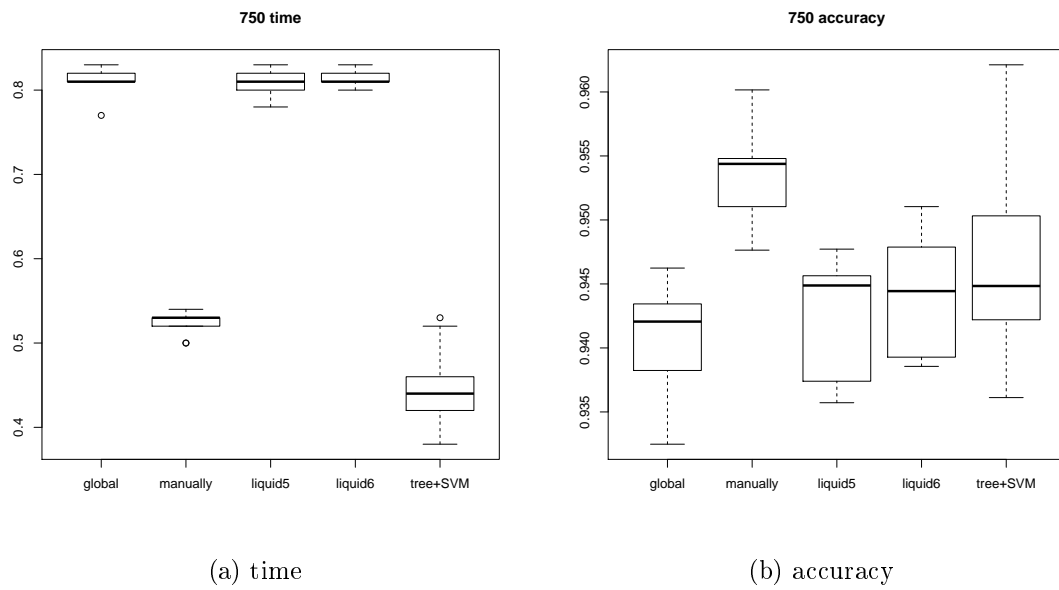 750 time
0.8
0.7
0.6
0.5
0.4
global manually liquid5 liquid6 tree+SVM
(a) time
750 accuracy
0.960
0.955
0.950
0.945
0.940
0.935
global manually liquid5 liquid6 tree+SVM
(b) accuracy